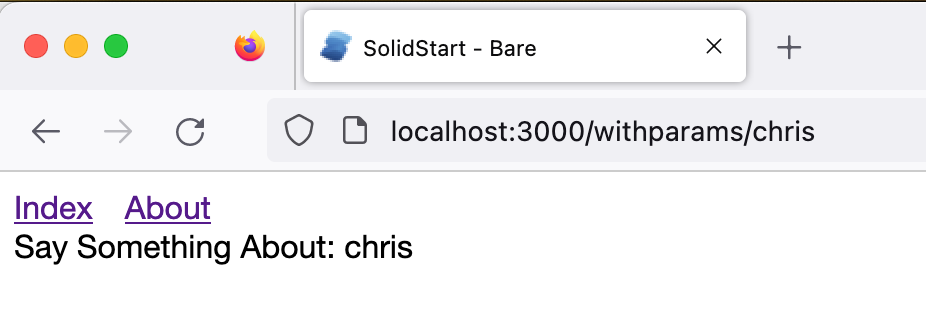 SolidStart - Bare
localhost:3000/withparams/chris
Index About
Say Something About: chris